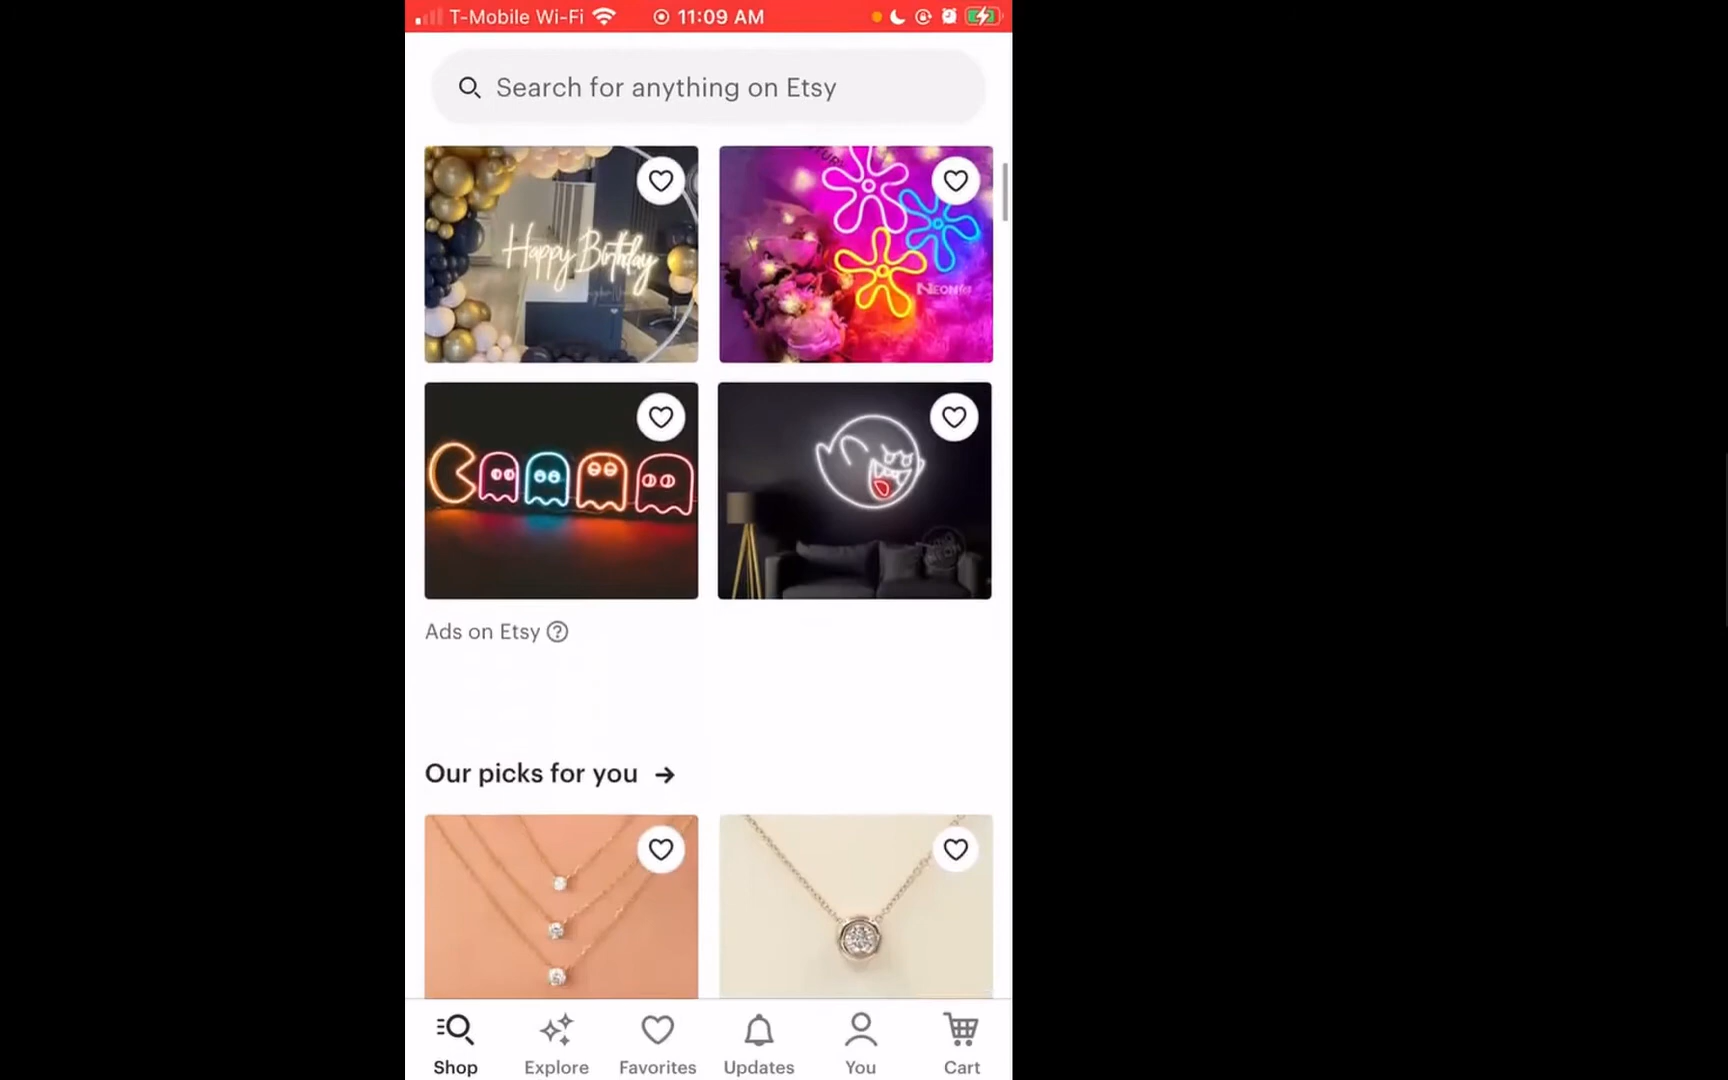 T-Mobile Wi-Fi 11:09 AM
Search for anything on Etsy
Happy Birthday
NEON
Ads on Etsy ?
Our picks for you →
Shop Explore Favorites Updates You Cart